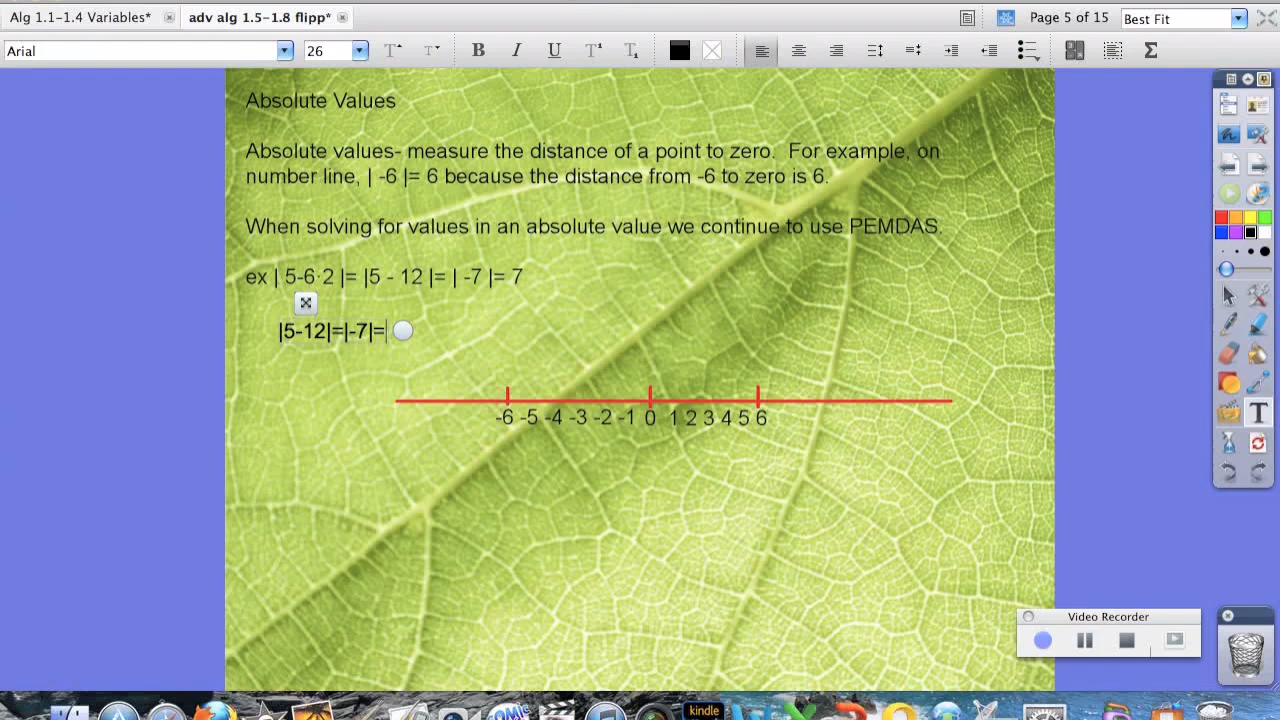 Alg 1.1-1.4 Variables*
adv alg 1.5-1.8 flipp*
Page 5 of 15
Best Fit
Arial
26
Absolute Values
Absolute values- measure the distance of a point to zero.  For example, on
number line, | -6 |= 6 because the distance from -6 to zero is 6.
When solving for values in an absolute value we continue to use PEMDAS.
ex | 5-6·2 |= |5 - 12 |= | -7 |= 7
|5-12|=|-7|=
-6 -5 -4 -3 -2 -1 0 1 2 3 4 5 6
Video Recorder
COMIC
kindle